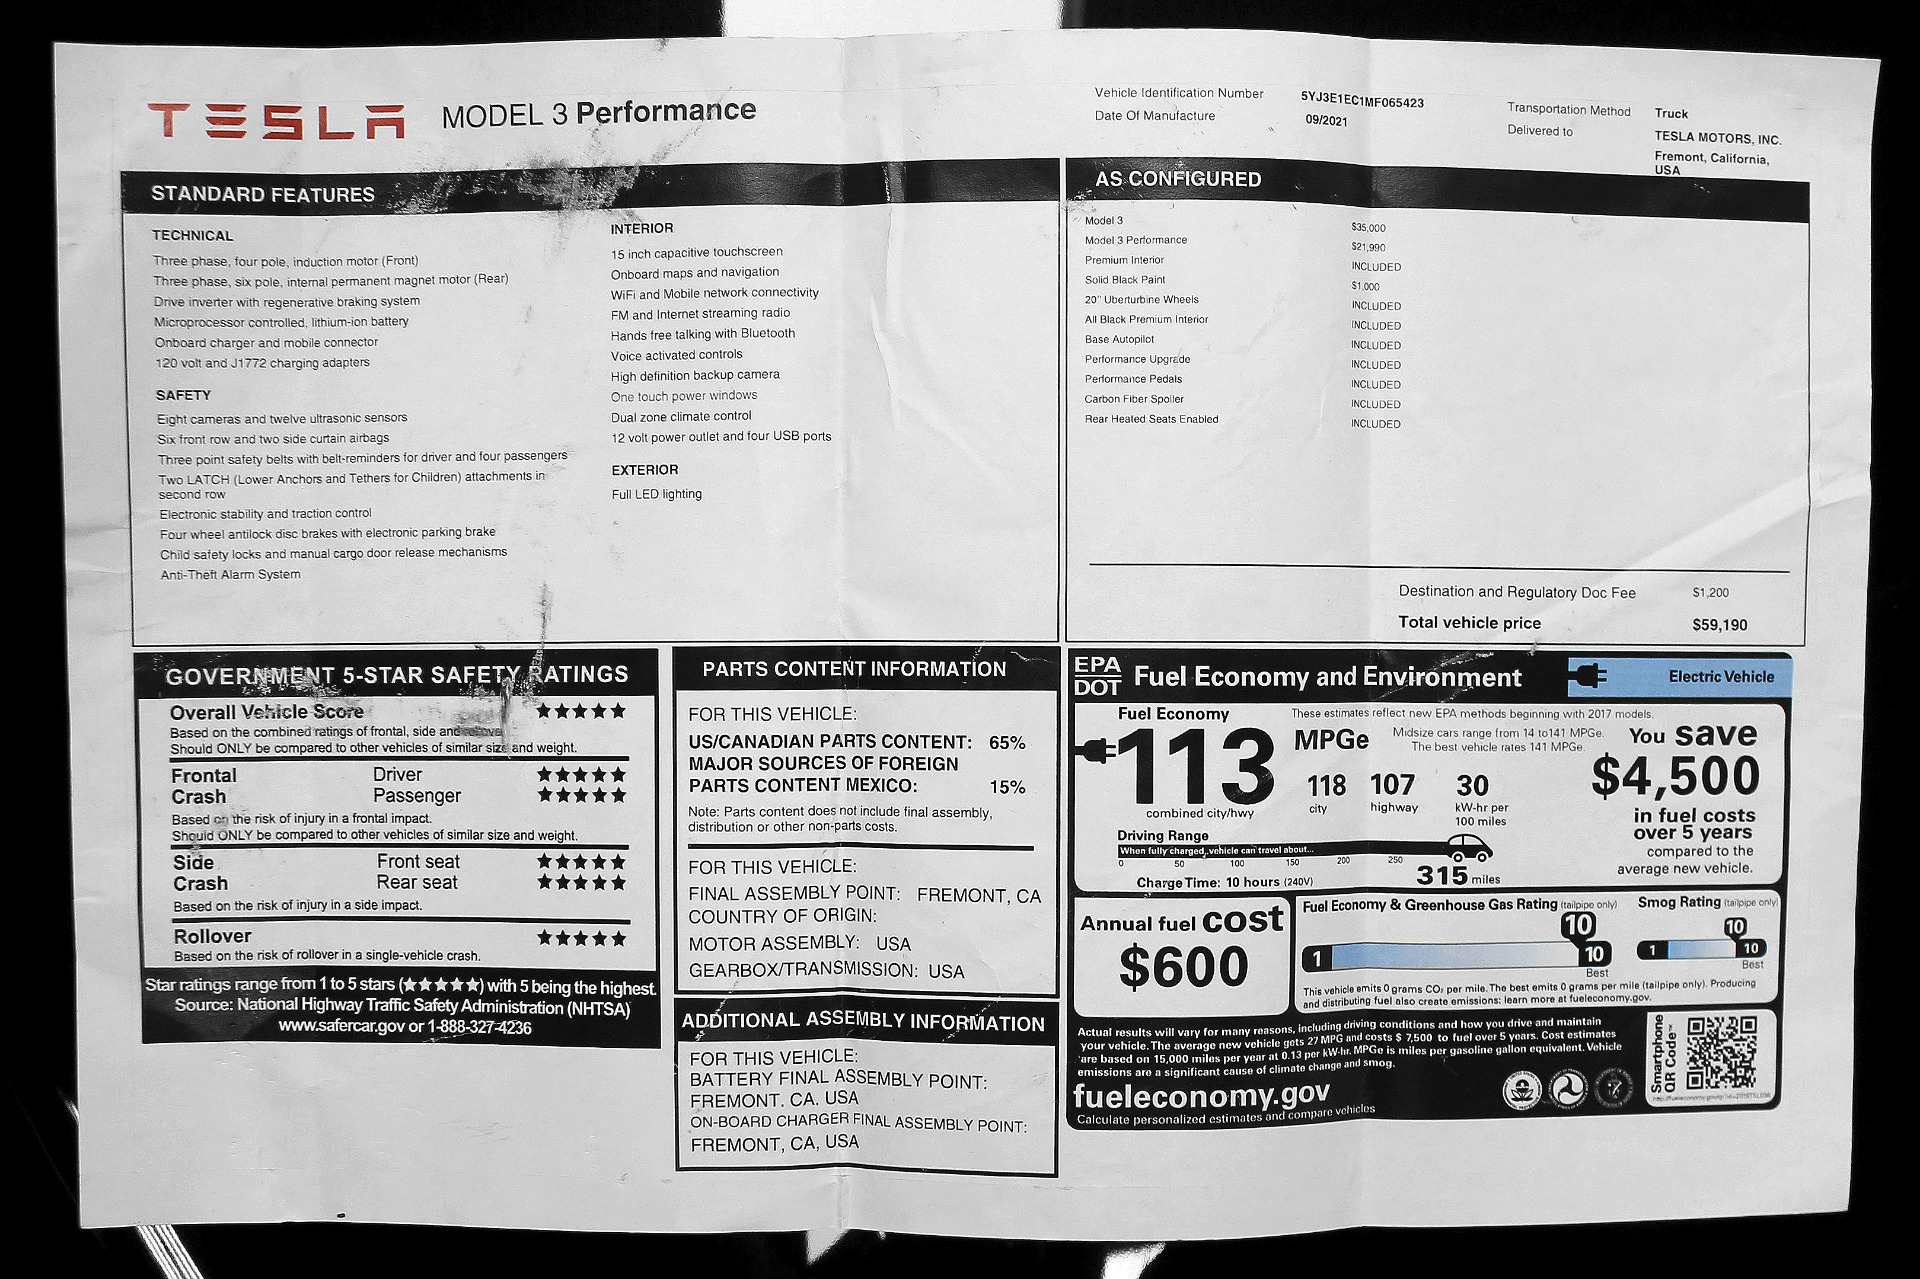 TESLA MODEL 3 Performance
Vehicle Identification Number 5YJ3E1EC1MF065423
Date Of Manufacture 09/2021
Transportation Method Truck
Delivered to TESLA MOTORS, INC.
Fremont, California,
USA
STANDARD FEATURES
TECHNICAL
Three phase, four pole, induction motor (Front)
Three phase, six pole, internal permanent magnet motor (Rear)
Drive inverter with regenerative braking system
Microprocessor controlled, lithium-ion battery
Onboard charger and mobile connector
120 volt and J1772 charging adapters
SAFETY
Eight cameras and twelve ultrasonic sensors
Six front row and two side curtain airbags
Three point safety belts with belt-reminders for driver and four passengers
Two LATCH (Lower Anchors and Tethers for Children) attachments in
second row
Electronic stability and traction control
Four wheel antilock disc brakes with electronic parking brake
Child safety locks and manual cargo door release mechanisms
Anti-Theft Alarm System
INTERIOR
15 inch capacitive touchscreen
Onboard maps and navigation
WiFi and Mobile network connectivity
FM and Internet streaming radio
Hands free talking with Bluetooth
Voice activated controls
High definition backup camera
One touch power windows
Dual zone climate control
12 volt power outlet and four USB ports
EXTERIOR
Full LED lighting
AS CONFIGURED
Model 3 $35,000
Model 3 Performance $21,990
Premium Interior INCLUDED
Solid Black Paint $1,000
20" Uberturbine Wheels INCLUDED
All Black Premium Interior INCLUDED
Base Autopilot INCLUDED
Performance Upgrade INCLUDED
Performance Pedals INCLUDED
Carbon Fiber Spoiler INCLUDED
Rear Heated Seats Enabled INCLUDED
Destination and Regulatory Doc Fee $1,200
Total vehicle price $59,190
GOVERNMENT 5-STAR SAFETY RATINGS
Overall Vehicle Score ★★★★★
Based on the combined ratings of frontal, side and rollover
Should ONLY be compared to other vehicles of similar size and weight.
Frontal Driver ★★★★★
Crash Passenger ★★★★★
Based on the risk of injury in a frontal impact.
Should ONLY be compared to other vehicles of similar size and weight.
Side Front seat ★★★★★
Crash Rear seat ★★★★★
Based on the risk of injury in a side impact.
Rollover ★★★★★
Based on the risk of rollover in a single-vehicle crash.
Star ratings range from 1 to 5 stars (★★★★★) with 5 being the highest.
Source: National Highway Traffic Safety Administration (NHTSA)
www.safercar.gov or 1-888-327-4236
PARTS CONTENT INFORMATION
FOR THIS VEHICLE:
US/CANADIAN PARTS CONTENT: 65%
MAJOR SOURCES OF FOREIGN
PARTS CONTENT MEXICO: 15%
Note: Parts content does not include final assembly,
distribution or other non-parts costs.
FOR THIS VEHICLE:
FINAL ASSEMBLY POINT: FREMONT, CA
COUNTRY OF ORIGIN:
MOTOR ASSEMBLY: USA
GEARBOX/TRANSMISSION: USA
ADDITIONAL ASSEMBLY INFORMATION
FOR THIS VEHICLE:
BATTERY FINAL ASSEMBLY POINT:
FREMONT, CA, USA
ON-BOARD CHARGER FINAL ASSEMBLY POINT:
FREMONT, CA, USA
EPA
DOT Fuel Economy and Environment
Electric Vehicle
Fuel Economy
These estimates reflect new EPA methods beginning with 2017 models.
113 MPGe
combined city/hwy
Midsize cars range from 14 to141 MPGe.
The best vehicle rates 141 MPGe.
118 107 30
city highway kW-hr per
100 miles
Driving Range
When fully charged, vehicle can travel about...
0 50 100 150 200 250
315 miles
Charge Time: 10 hours (240V)
You save
$4,500
in fuel costs
over 5 years
compared to the
average new vehicle.
Annual fuel cost
$600
Fuel Economy & Greenhouse Gas Rating (tailpipe only)
10
1 10
Best
Smog Rating (tailpipe only)
10
1 10
Best
This vehicle emits 0 grams CO₂ per mile. The best emits 0 grams per mile (tailpipe only). Producing
and distributing fuel also create emissions: learn more at fueleconomy.gov.
Actual results will vary for many reasons, including driving conditions and how you drive and maintain
your vehicle. The average new vehicle gets 27 MPG and costs $ 7,500 to fuel over 5 years. Cost estimates
are based on 15,000 miles per year at 0.13 per kW-hr. MPGe is miles per gasoline gallon equivalent. Vehicle
emissions are a significant cause of climate change and smog.
fueleconomy.gov
Calculate personalized estimates and compare vehicles
Smartphone
QR Code™